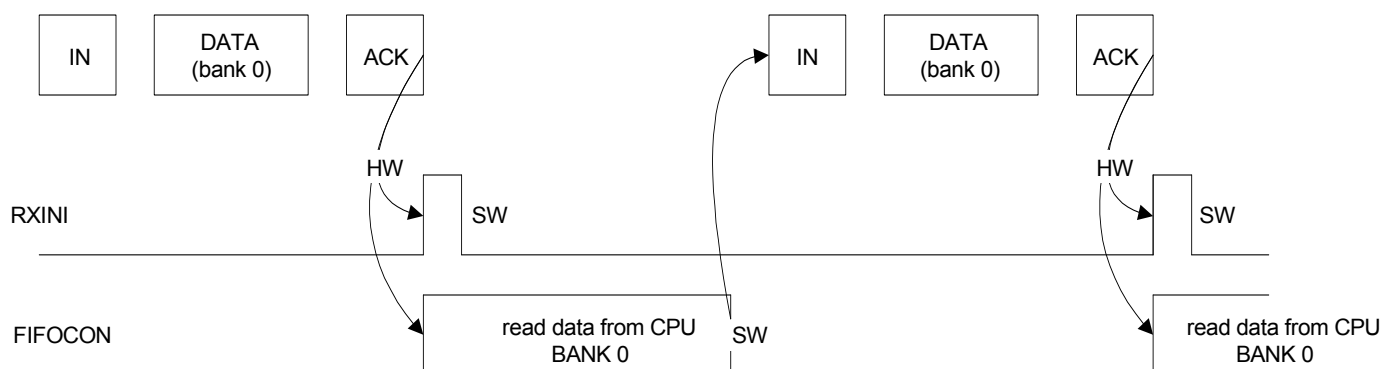 IN
DATA
(bank 0)
ACK
IN
DATA
(bank 0)
ACK
HW
HW
RXINI
SW
SW
FIFOCON
read data from CPU
BANK 0
SW
read data from CPU
BANK 0